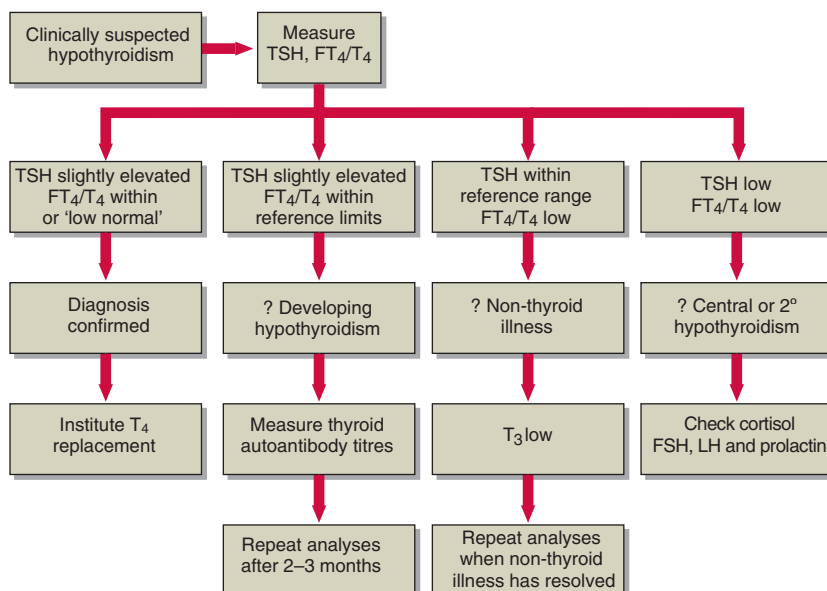 Clinically suspected
hypothyroidism
Measure
TSH, FT4/T4
TSH slightly elevated
FT4/T4 within
or ‘low normal’
TSH slightly elevated
FT4/T4 within
reference limits
TSH within
reference range
FT4/T4 low
TSH low
FT4/T4 low
Diagnosis
confirmed
? Developing
hypothyroidism
? Non-thyroid
illness
? Central or 2º
hypothyroidism
Institute T4
replacement
Measure thyroid
autoantibody titres
T3 low
Check cortisol
FSH, LH and prolactin
Repeat analyses
after 2–3 months
Repeat analyses
when non-thyroid
illness has resolved